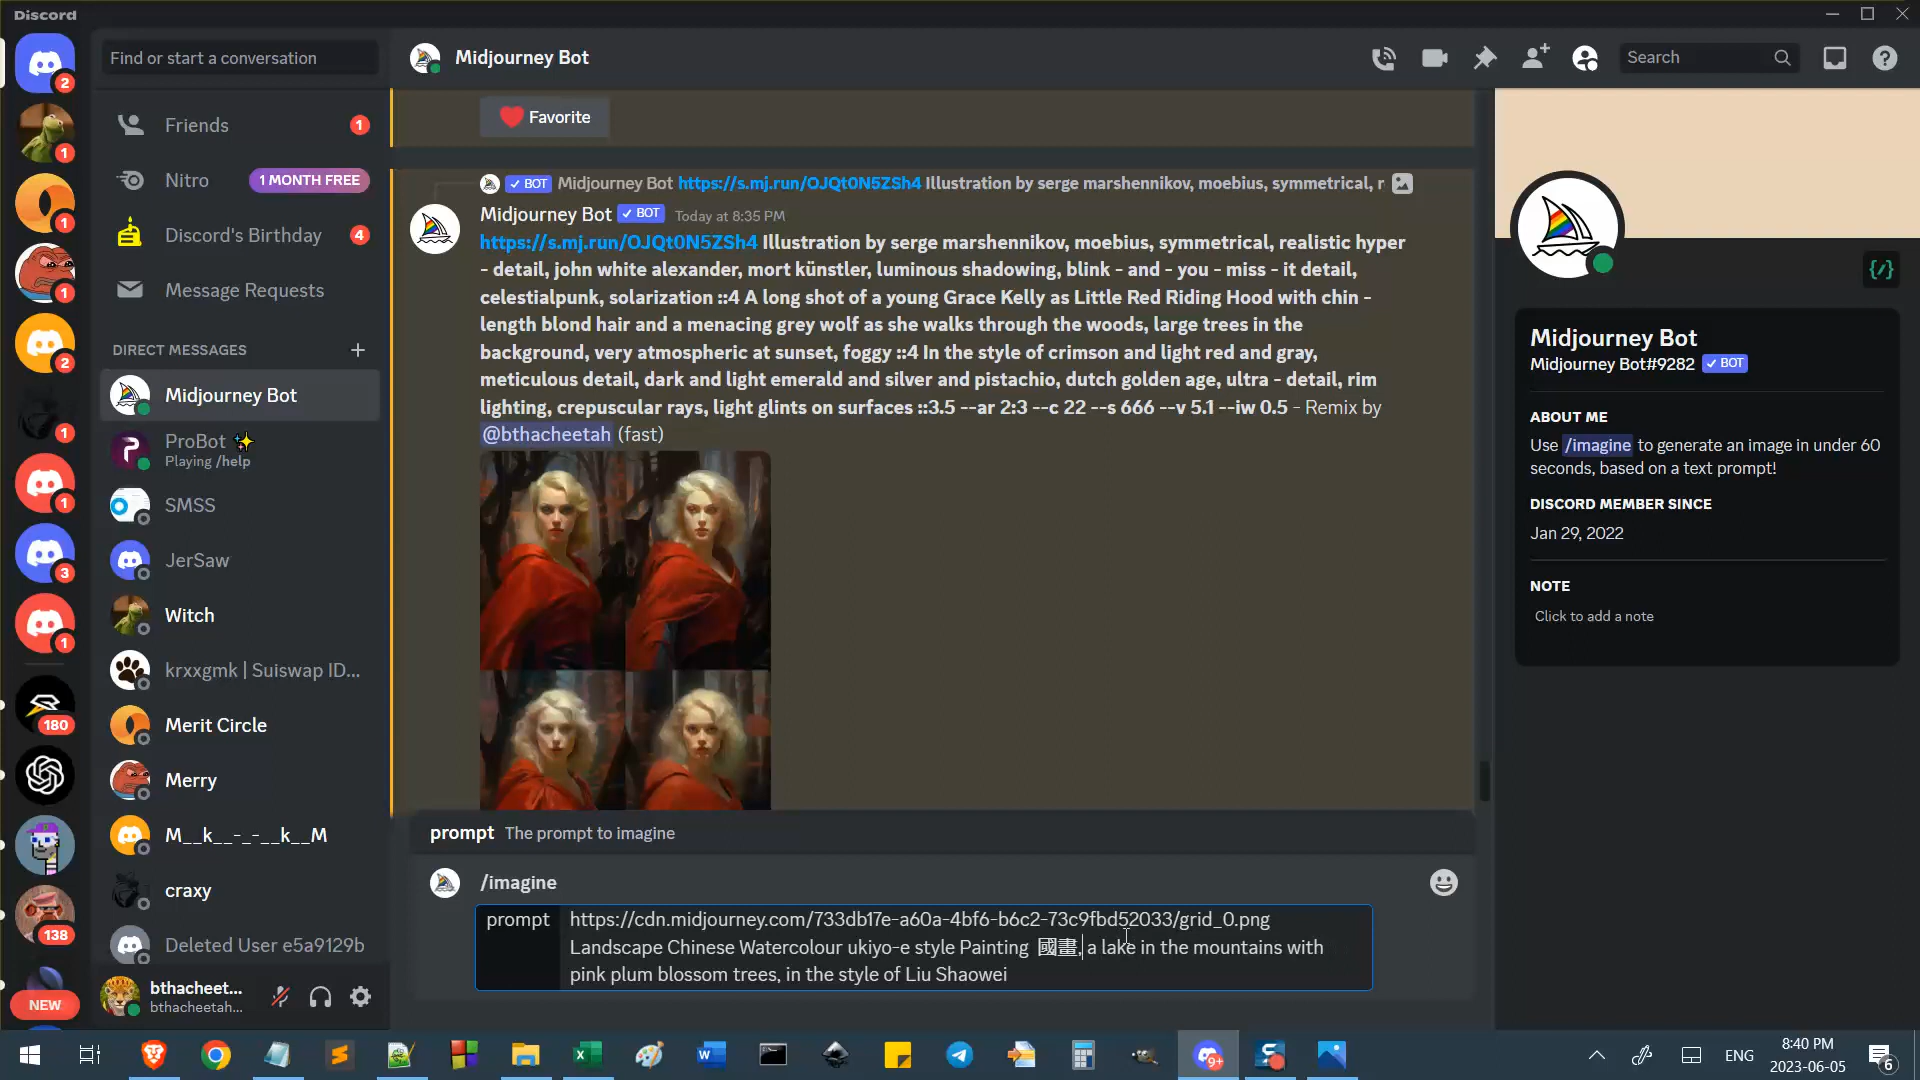 Discord
Find or start a conversation
Friends
1
Nitro
1 MONTH FREE
Discord's Birthday
4
Message Requests
DIRECT MESSAGES
Midjourney Bot
ProBot
Playing /help
SMSS
JerSaw
Witch
krxxgmk | Suiswap ID...
Merit Circle
Merry
M__k__-_-__k__M
craxy
Deleted User e5a9129b
bthacheet...
bthacheetah...
2
1
1
1
2
1
1
3
1
180
138
NEW
Midjourney Bot
Search
Favorite
BOT Midjourney Bot https://s.mj.run/OJQt0N5ZSh4 Illustration by serge marshennikov, moebius, symmetrical, r
Midjourney Bot BOT Today at 8:35 PM
https://s.mj.run/OJQt0N5ZSh4 Illustration by serge marshennikov, moebius, symmetrical, realistic hyper
- detail, john white alexander, mort künstler, luminous shadowing, blink - and - you - miss - it detail,
celestialpunk, solarization ::4 A long shot of a young Grace Kelly as Little Red Riding Hood with chin -
length blond hair and a menacing grey wolf as she walks through the woods, large trees in the
background, very atmospheric at sunset, foggy ::4 In the style of crimson and light red and gray,
meticulous detail, dark and light emerald and silver and pistachio, dutch golden age, ultra - detail, rim
lighting, crepuscular rays, light glints on surfaces ::3.5 --ar 2:3 --c 22 --s 666 --v 5.1 --iw 0.5 - Remix by
@bthacheetah (fast)
prompt The prompt to imagine
/imagine
prompt https://cdn.midjourney.com/733db17e-a60a-4bf6-b6c2-73c9fbd52033/grid_0.png
Landscape Chinese Watercolour ukiyo-e style Painting 國畫, a lake in the mountains with
pink plum blossom trees, in the style of Liu Shaowei
Midjourney Bot
Midjourney Bot#9282 BOT
ABOUT ME
Use /imagine to generate an image in under 60
seconds, based on a text prompt!
DISCORD MEMBER SINCE
Jan 29, 2022
NOTE
Click to add a note
9+
ENG
8:40 PM
2023-06-05
6